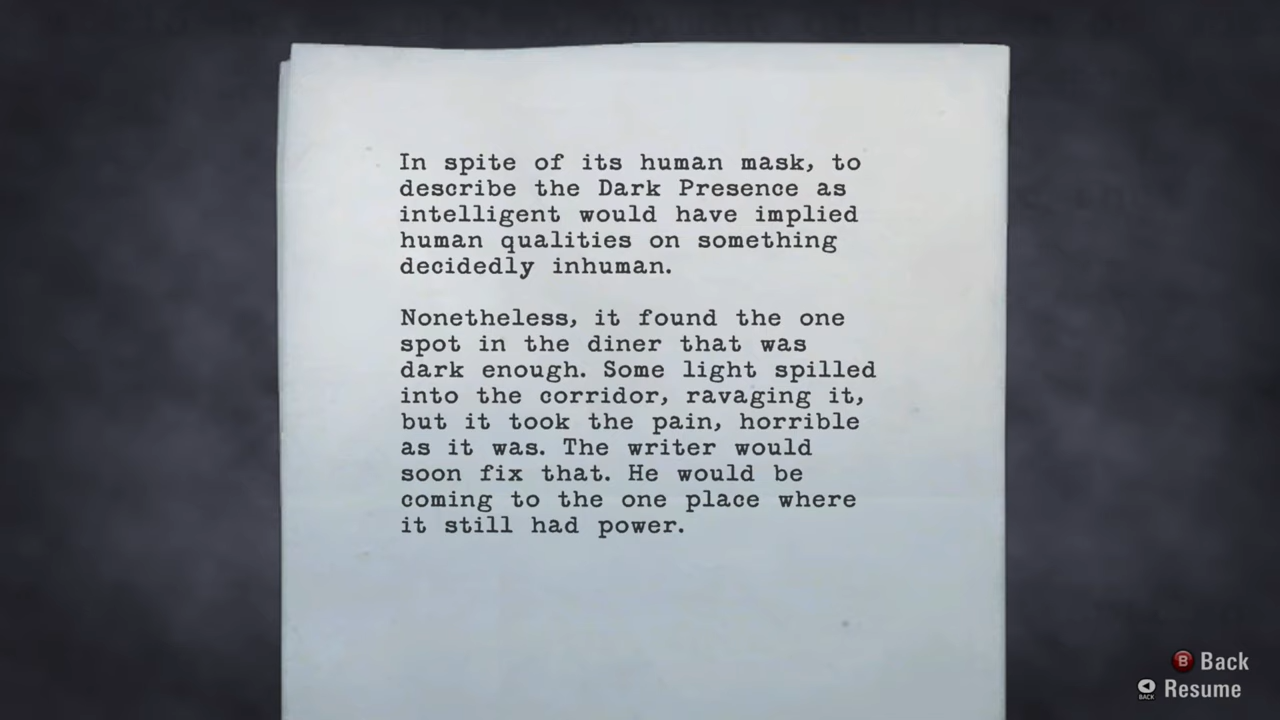 In spite of its human mask, to
describe the Dark Presence as
intelligent would have implied
human qualities on something
decidedly inhuman.
Nonetheless, it found the one
spot in the diner that was
dark enough. Some light spilled
into the corridor, ravaging it,
but it took the pain, horrible
as it was. The writer would
soon fix that. He would be
coming to the one place where
it still had power.
B Back
BACK Resume